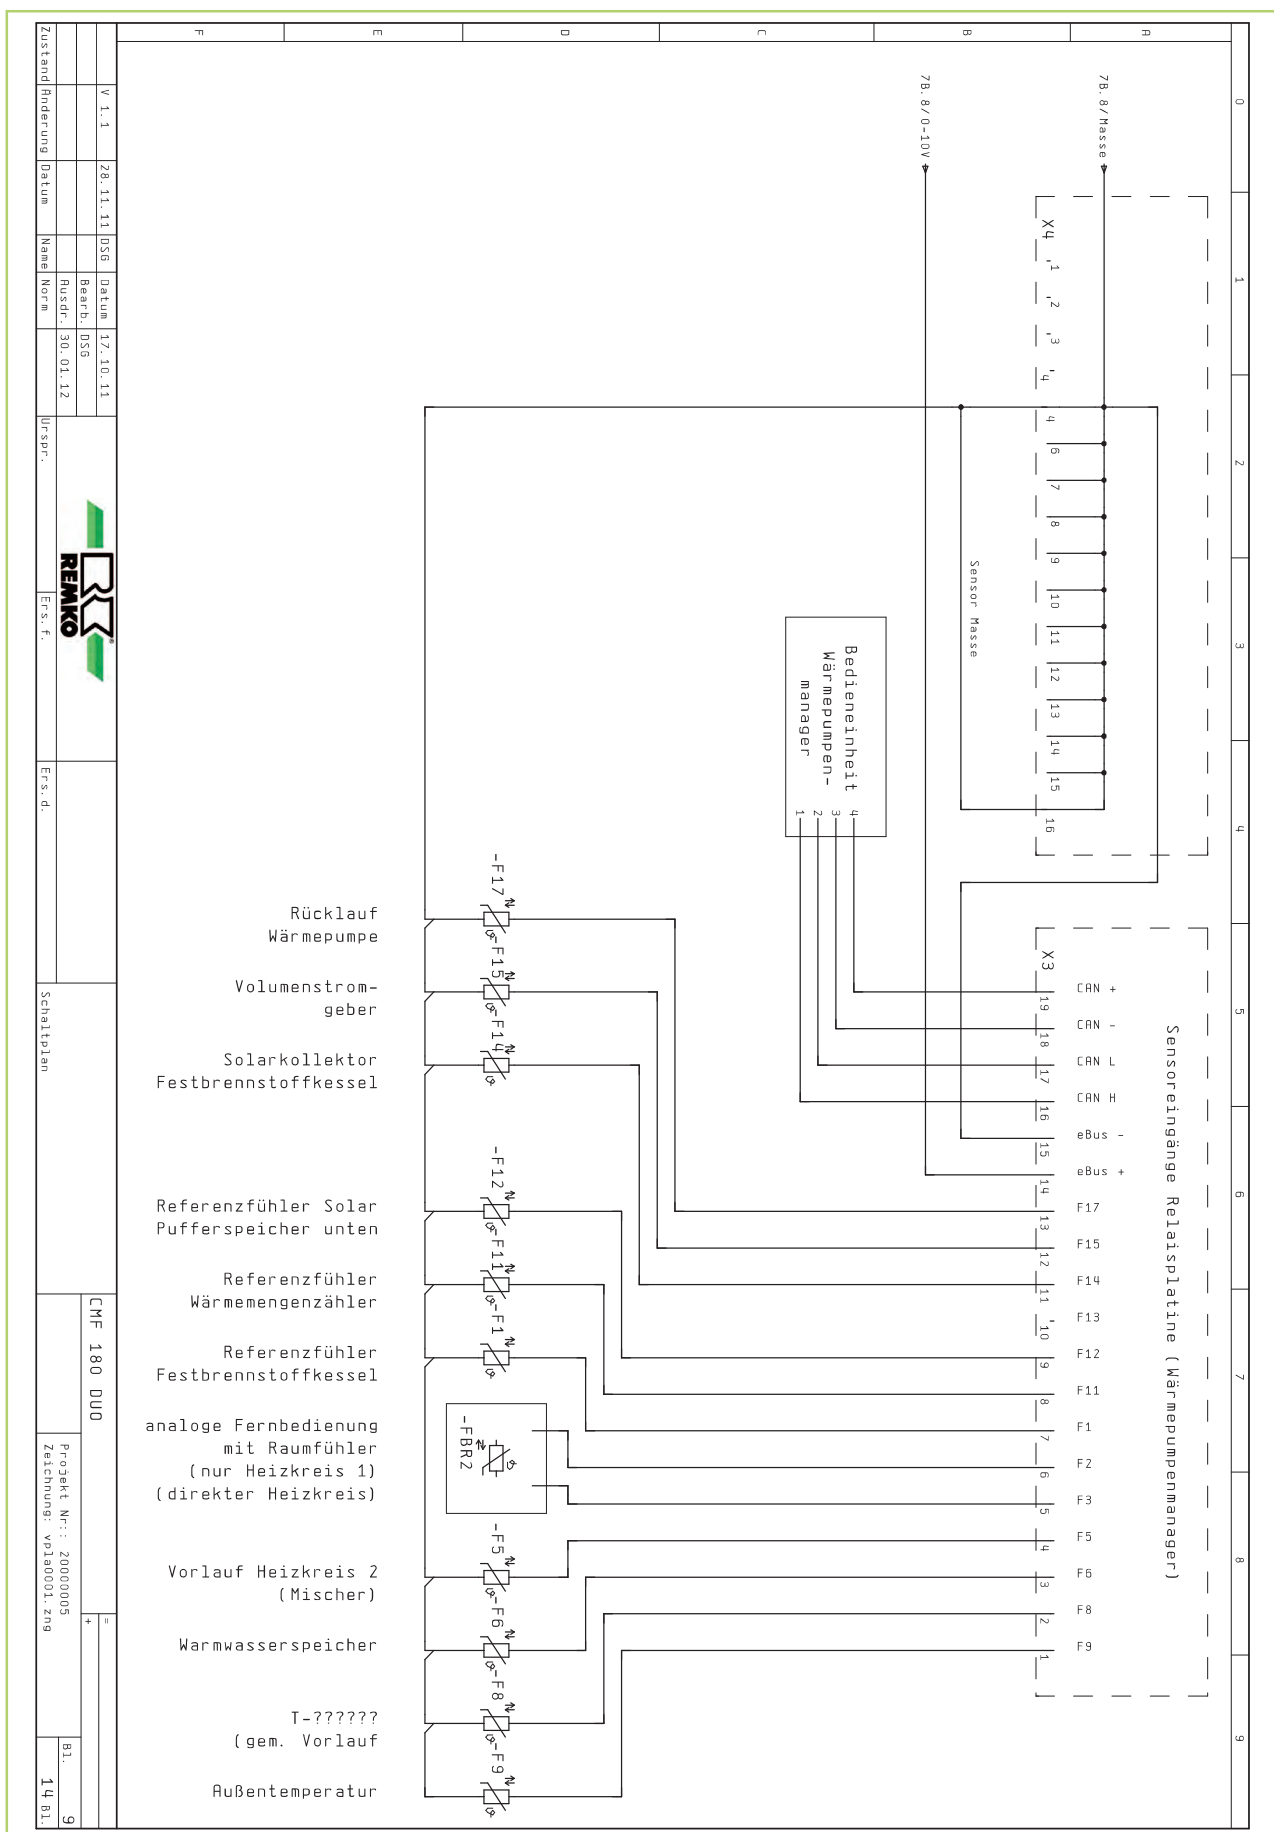 F
E
D
C
B
A
0
1
2
3
4
5
6
7
8
9
7B.8/0-10V
7B.8/Masse
X4
1
2
3
4
4
6
7
8
9
10
11
12
13
14
15
16
Sensor Masse
Bedieneinheit
Wärmepumpen-
manager
4
3
2
1
X3
Sensoreingänge Relaisplatine (Wärmepumpenmanager)
CAN +
19
CAN -
18
CAN L
17
CAN H
16
eBus -
15
eBus +
14
F17
13
F15
12
F14
11
F13
10
F12
9
F11
8
F1
7
F2
6
F3
5
F5
4
F6
3
F8
2
F9
1
-F17
Rücklauf
Wärmepumpe
-F15
Volumenstrom-
geber
-F14
Solarkollektor
Festbrennstoffkessel
-F12
Referenzfühler Solar
Pufferspeicher unten
-F11
Referenzfühler
Wärmemengenzähler
-F1
Referenzfühler
Festbrennstoffkessel
-FBR2
analoge Fernbedienung
mit Raumfühler
(nur Heizkreis 1)
(direkter Heizkreis)
-F5
Vorlauf Heizkreis 2
(Mischer)
-F6
Warmwasserspeicher
-F8
T-??????
(gem. Vorlauf
-F9
Außentemperatur
V 1.1
28.11.11
DSG
Datum
17.10.11
Bearb.
DSG
Ausdr.
30.01.12
Zustand
Änderung
Datum
Name
Norm
Urspr.
Ers. f.
Ers. d.
REMKO
®
Schaltplan
CMF 180 DUO
Projekt Nr.: 20000005
Zeichnung: vpla0001.zng
=
+
Bl.
9
14 Bl.